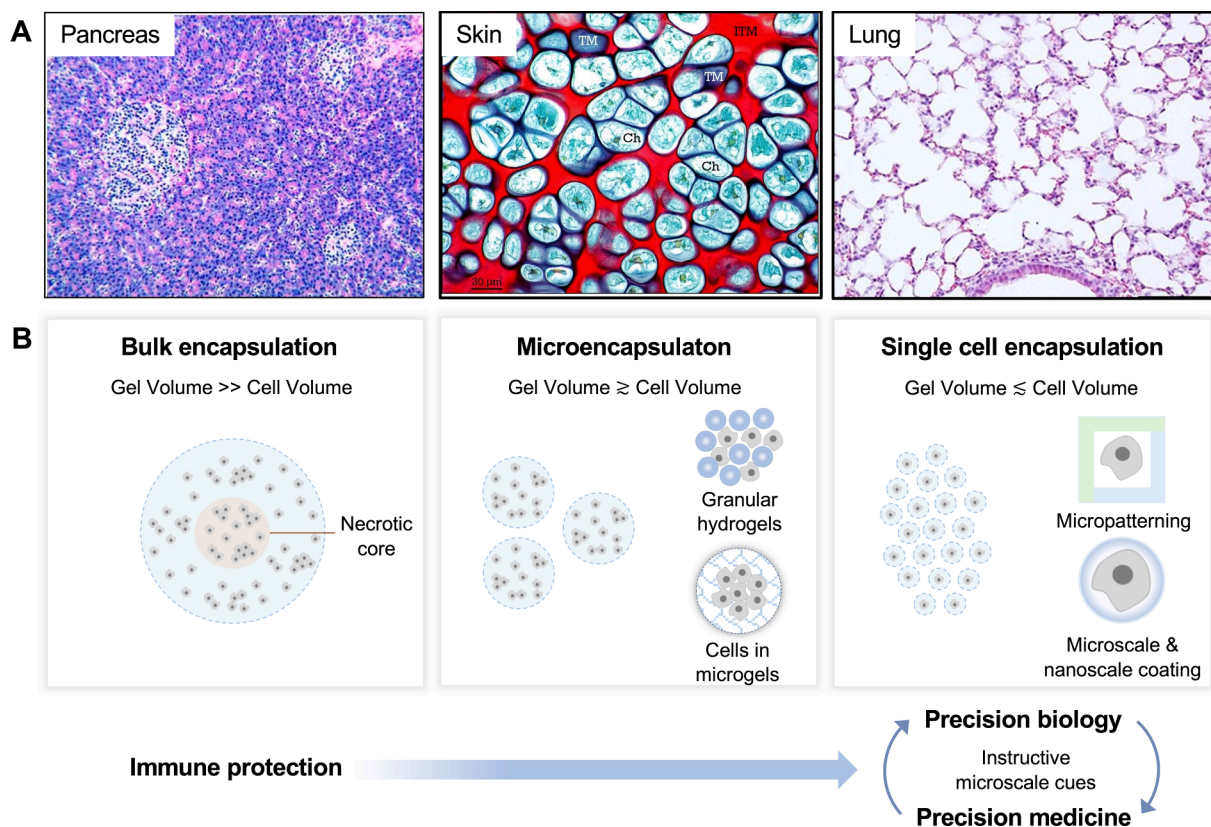 A
Pancreas
Skin
Lung
TM
ITM
TM
Ch
Ch
30 µm
B
Bulk encapsulation
Gel Volume >> Cell Volume
Necrotic
core
Microencapsulaton
Gel Volume ≳ Cell Volume
Granular
hydrogels
Cells in
microgels
Single cell encapsulation
Gel Volume ≲ Cell Volume
Micropatterning
Microscale &
nanoscale coating
Immune protection
Precision biology
Instructive
microscale cues
Precision medicine